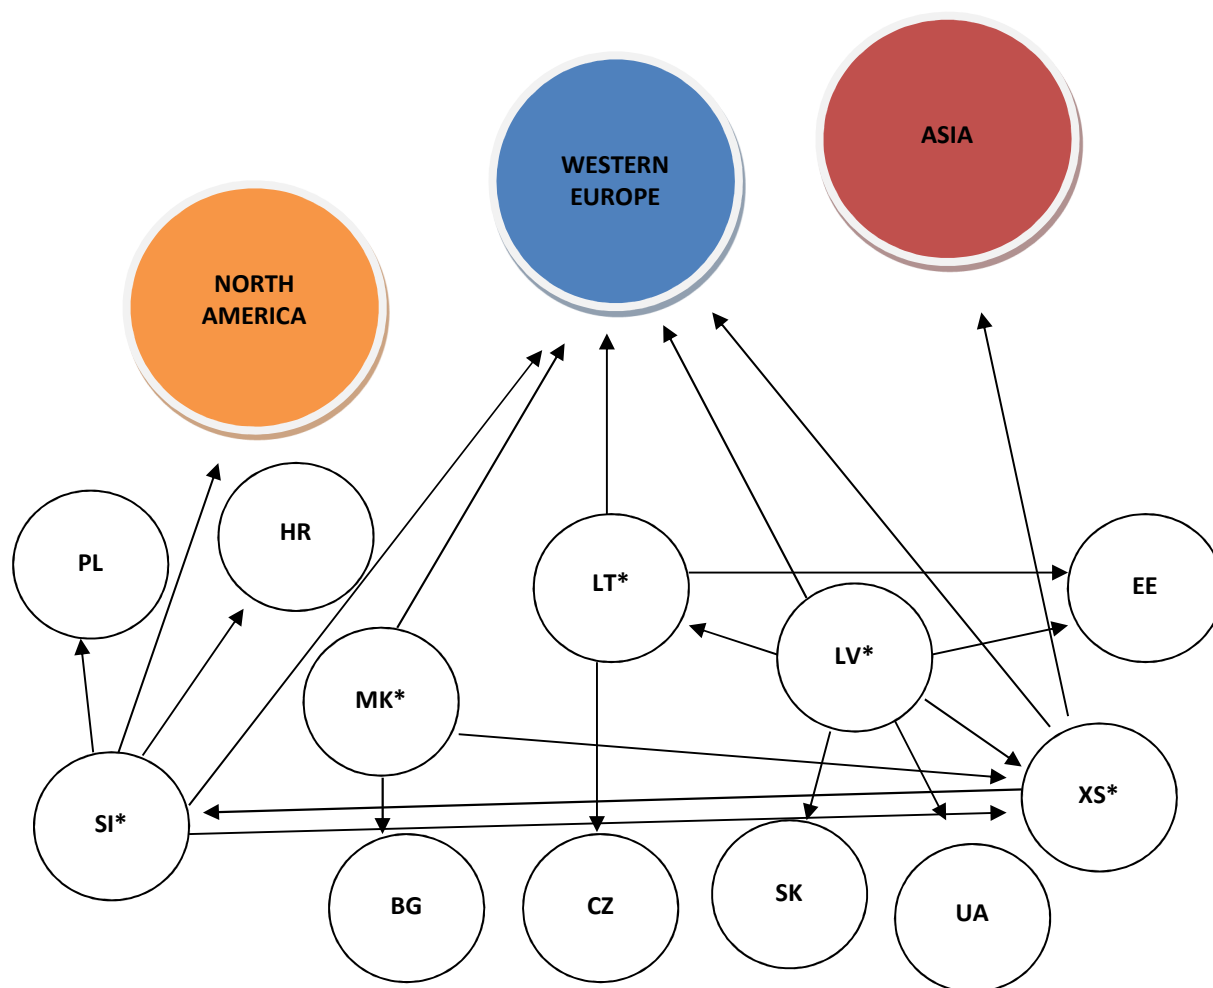 ASIA
WESTERN
EUROPE
NORTH
AMERICA
HR
PL
LT*
EE
LV*
MK*
XS*
SI*
BG
CZ
SK
UA